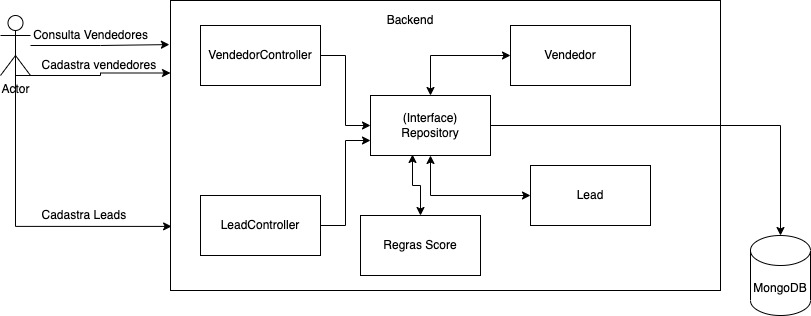 Backend
Consulta Vendedores
VendedorController
Vendedor
Cadastra vendedores
Actor
(Interface)
Repository
Cadastra Leads
LeadController
Lead
Regras Score
MongoDB